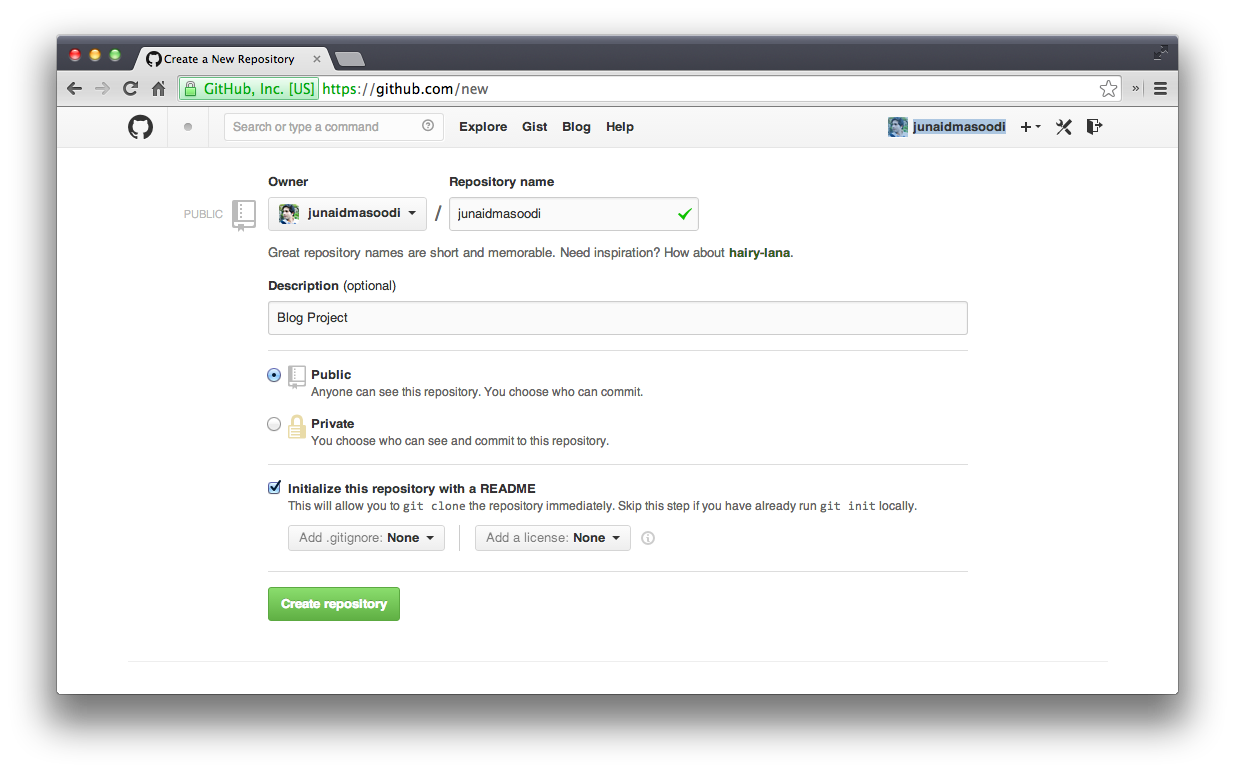 Create a New Repository
GitHub, Inc. [US] https://github.com/new
Search or type a command Explore Gist Blog Help junaidmasoodi
Owner Repository name
PUBLIC junaidmasoodi / junaidmasoodi
Great repository names are short and memorable. Need inspiration? How about hairy-lana.
Description (optional)
Blog Project
Public
Anyone can see this repository. You choose who can commit.
Private
You choose who can see and commit to this repository.
Initialize this repository with a README
This will allow you to git clone the repository immediately. Skip this step if you have already run git init locally.
Add .gitignore: None Add a license: None
Create repository